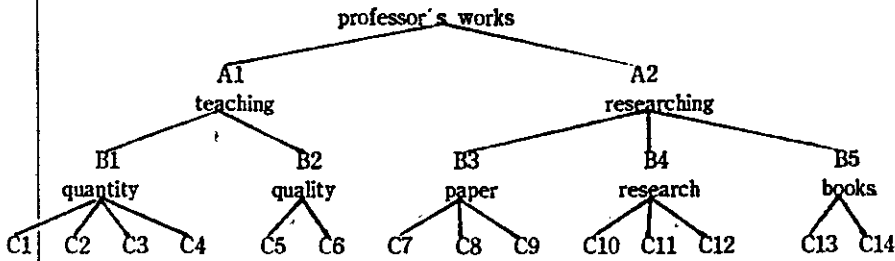 professor's works
A1 A2
teaching researching
B1 B2 B3 B4 B5
quantity quality paper research books
C1 C2 C3 C4 C5 C6 C7 C8 C9 C10 C11 C12 C13 C14